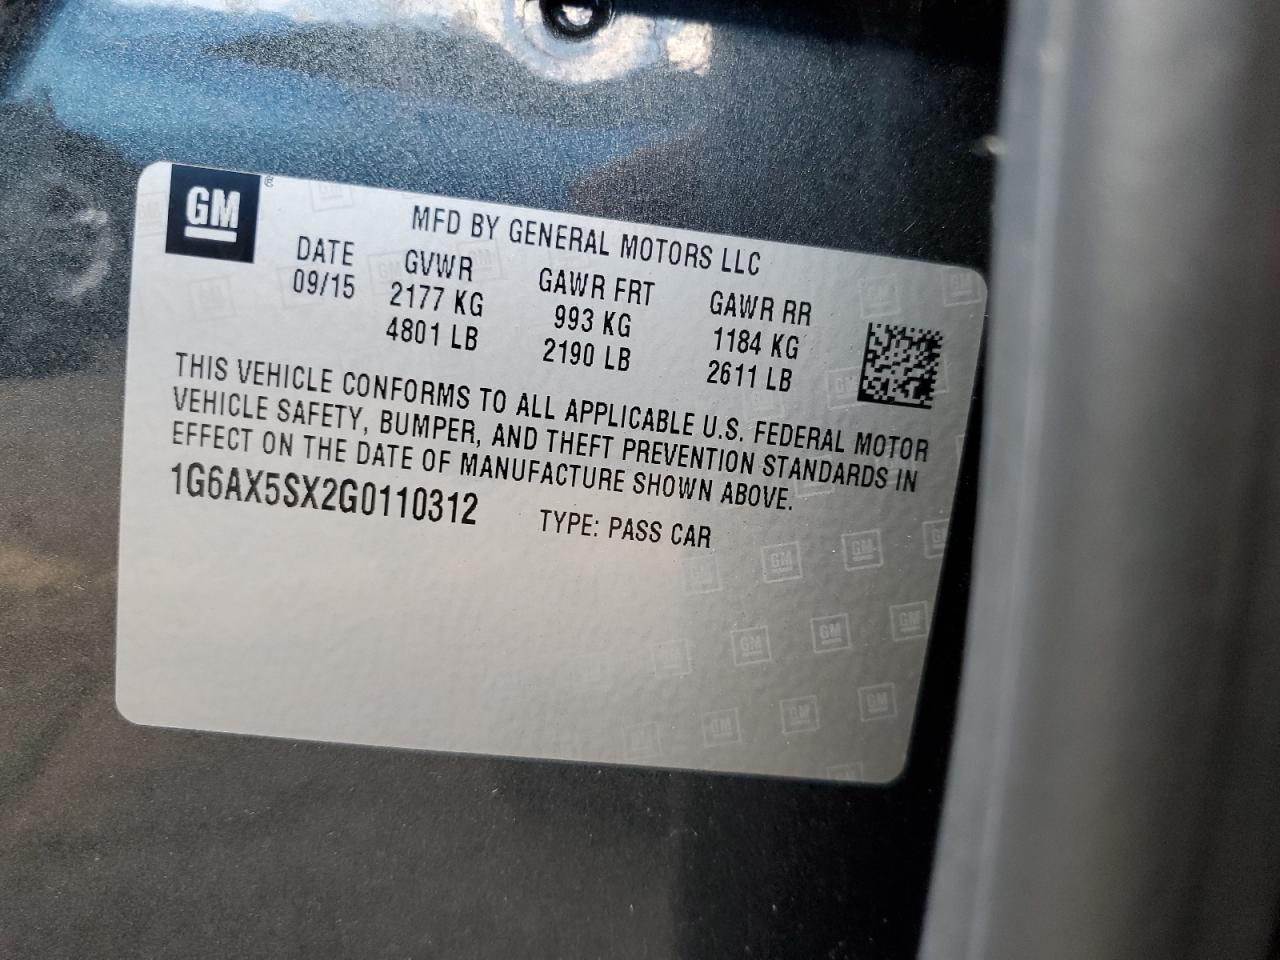 GM ®
MFD BY GENERAL MOTORS LLC
DATE GVWR GAWR FRT GAWR RR
09/15 2177 KG 993 KG 1184 KG
4801 LB 2190 LB 2611 LB
THIS VEHICLE CONFORMS TO ALL APPLICABLE U.S. FEDERAL MOTOR
VEHICLE SAFETY, BUMPER, AND THEFT PREVENTION STANDARDS IN
EFFECT ON THE DATE OF MANUFACTURE SHOWN ABOVE.
1G6AX5SX2G0110312 TYPE: PASS CAR